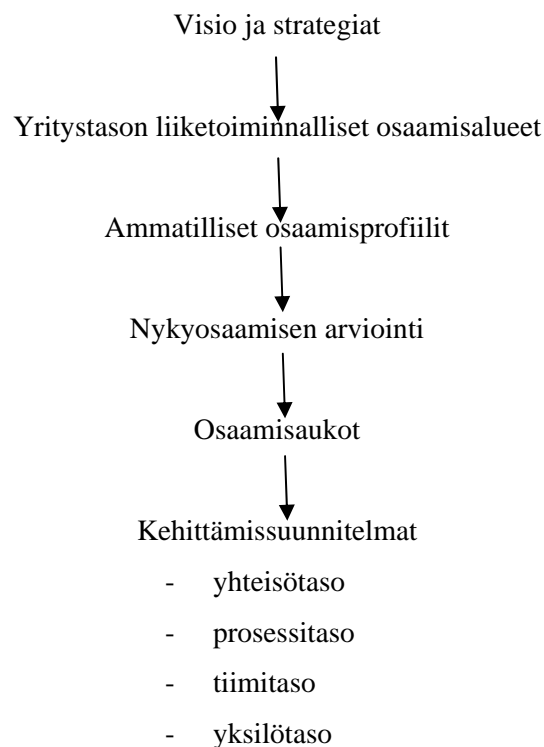 Visio ja strategiat
Yritystason liiketoiminnalliset osaamisalueet
Ammatilliset osaamisprofiilit
Nykyosaamisen arviointi
Osaamisaukot
Kehittämissuunnitelmat
- yhteisötaso
- prosessitaso
- tiimitaso
- yksilötaso